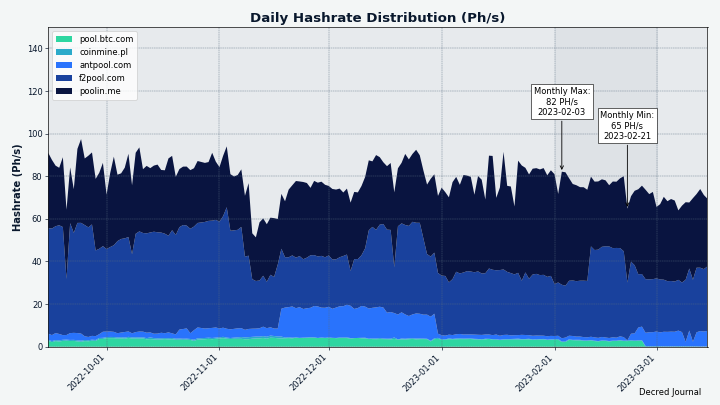 Daily Hashrate Distribution (Ph/s)
pool.btc.com
coinmine.pl
antpool.com
f2pool.com
poolin.me
Monthly Max:
82 PH/s
2023-02-03
Monthly Min:
65 PH/s
2023-02-21
Hashrate (Ph/s)
140
120
100
80
60
40
20
0
2022-10-01
2022-11-01
2022-12-01
2023-01-01
2023-02-01
2023-03-01
Decred Journal